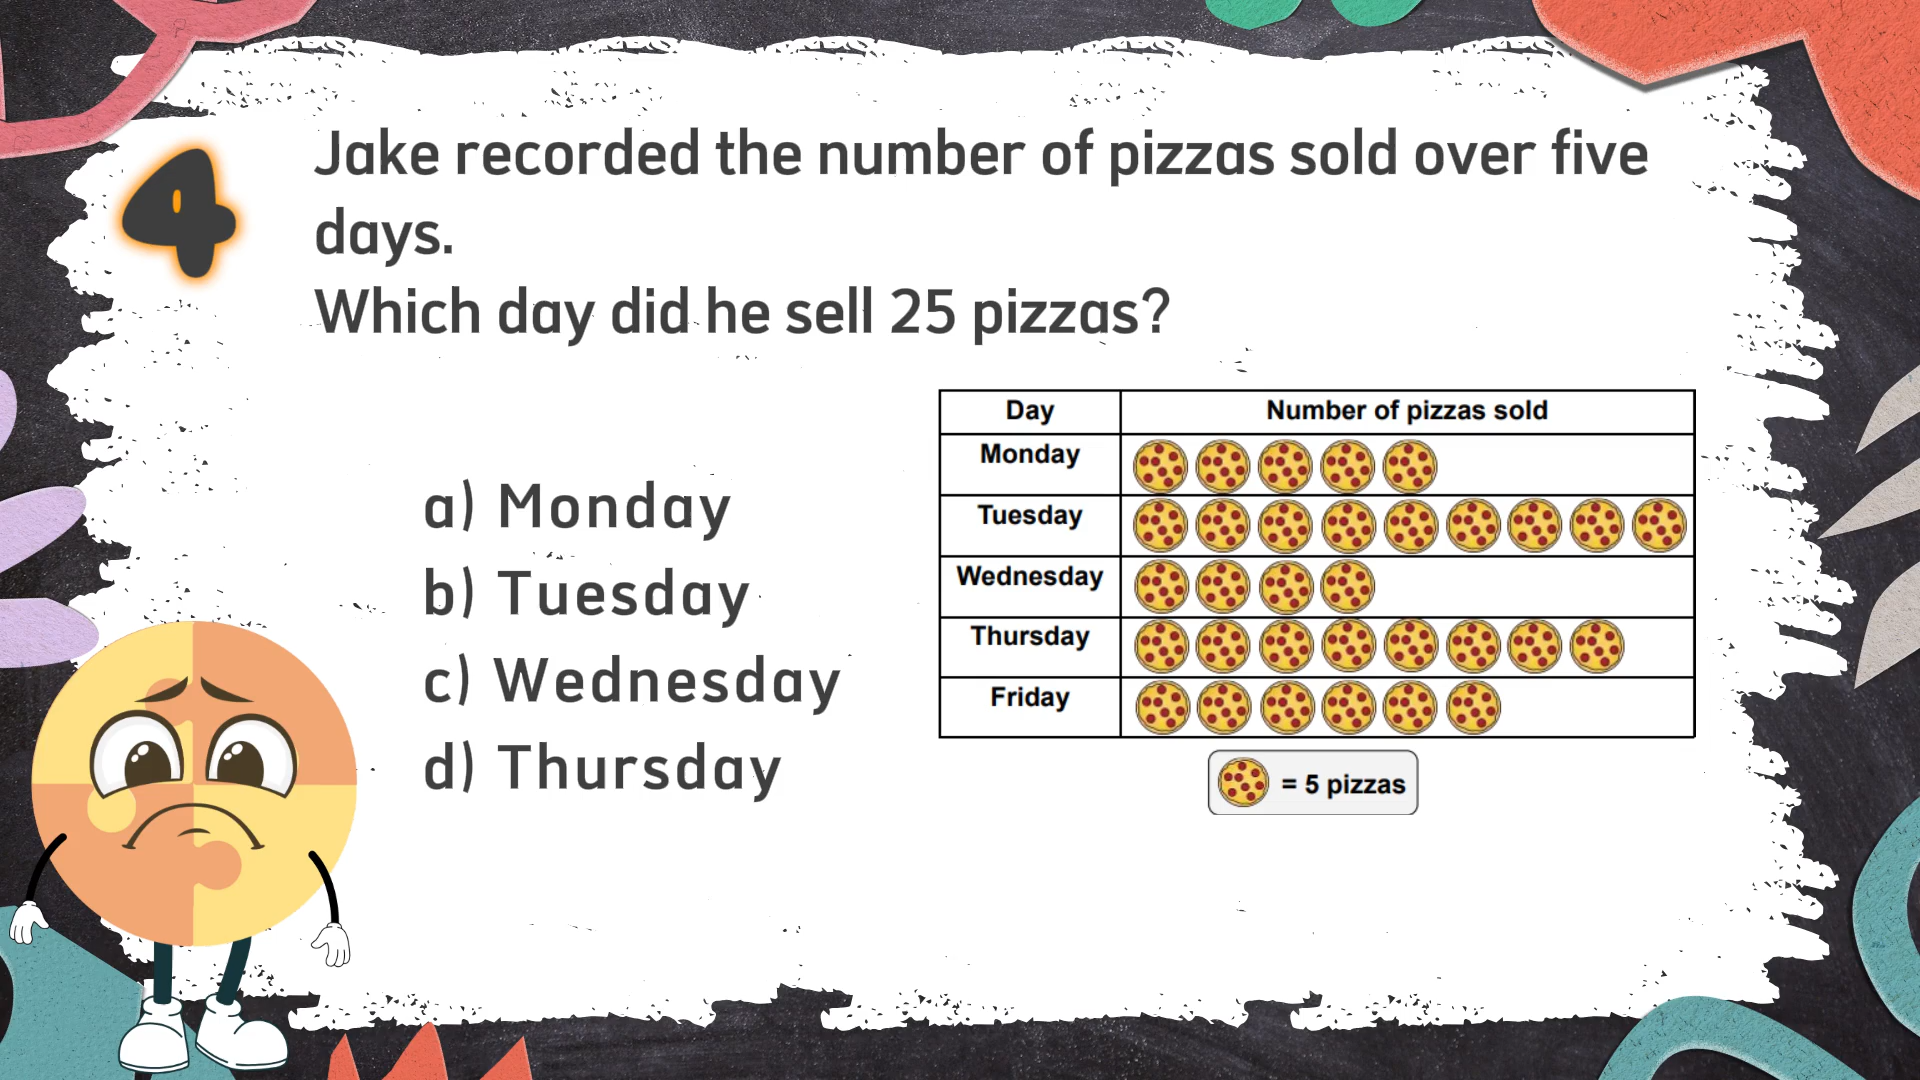 4
Jake recorded the number of pizzas sold over five
days.
Which day did he sell 25 pizzas?
a) Monday
b) Tuesday
c) Wednesday
d) Thursday
Day Number of pizzas sold
Monday
Tuesday
Wednesday
Thursday
Friday
= 5 pizzas